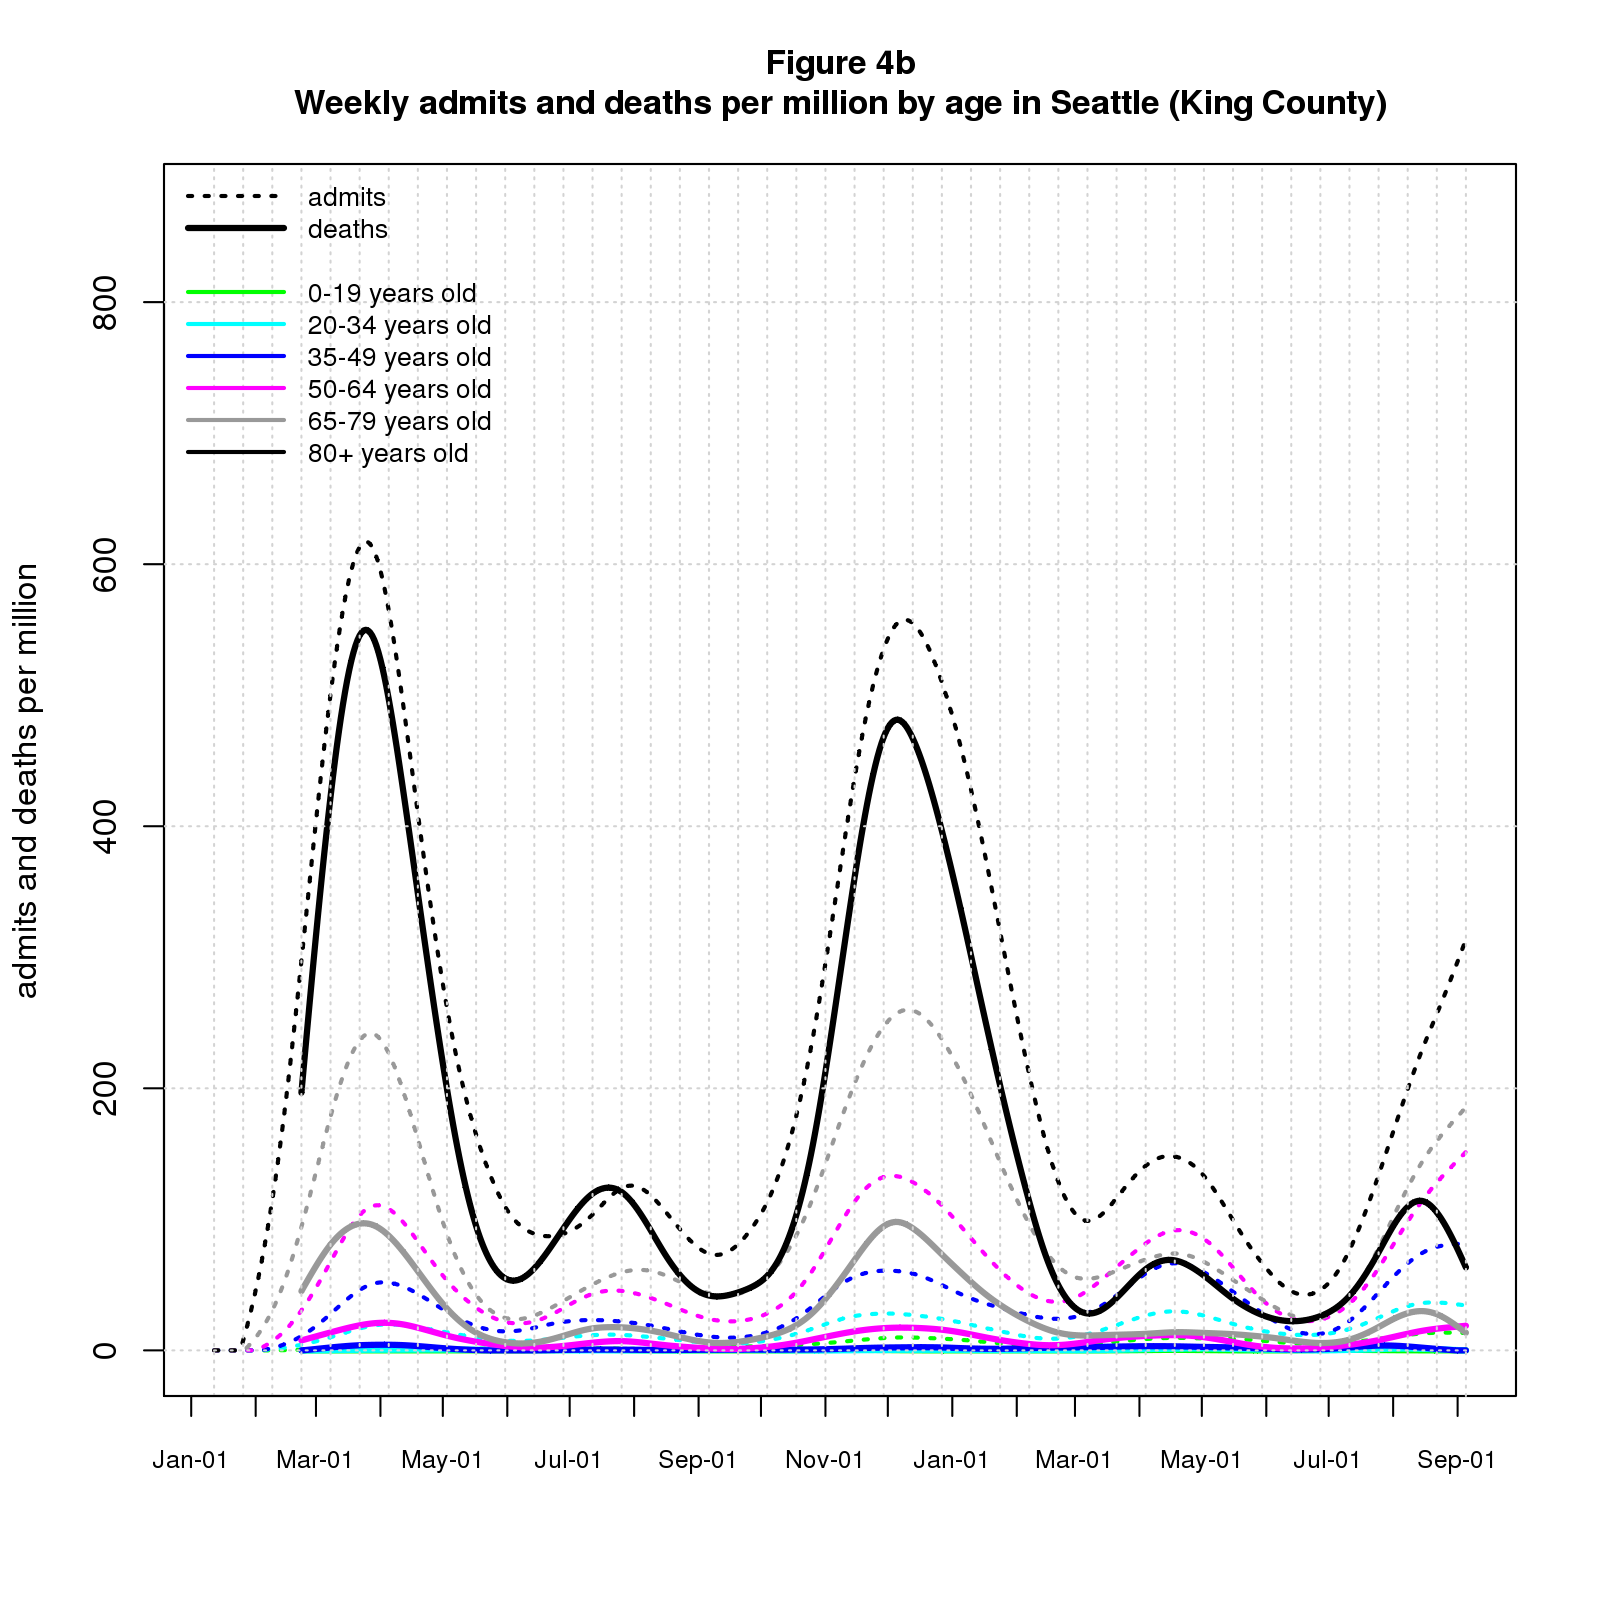 Figure 4b
Weekly admits and deaths per million by age in Seattle (King County)
admits
deaths
0-19 years old
20-34 years old
35-49 years old
50-64 years old
65-79 years old
80+ years old
admits and deaths per million
800
600
400
200
0
Jan-01 Mar-01 May-01 Jul-01 Sep-01 Nov-01 Jan-01 Mar-01 May-01 Jul-01 Sep-01